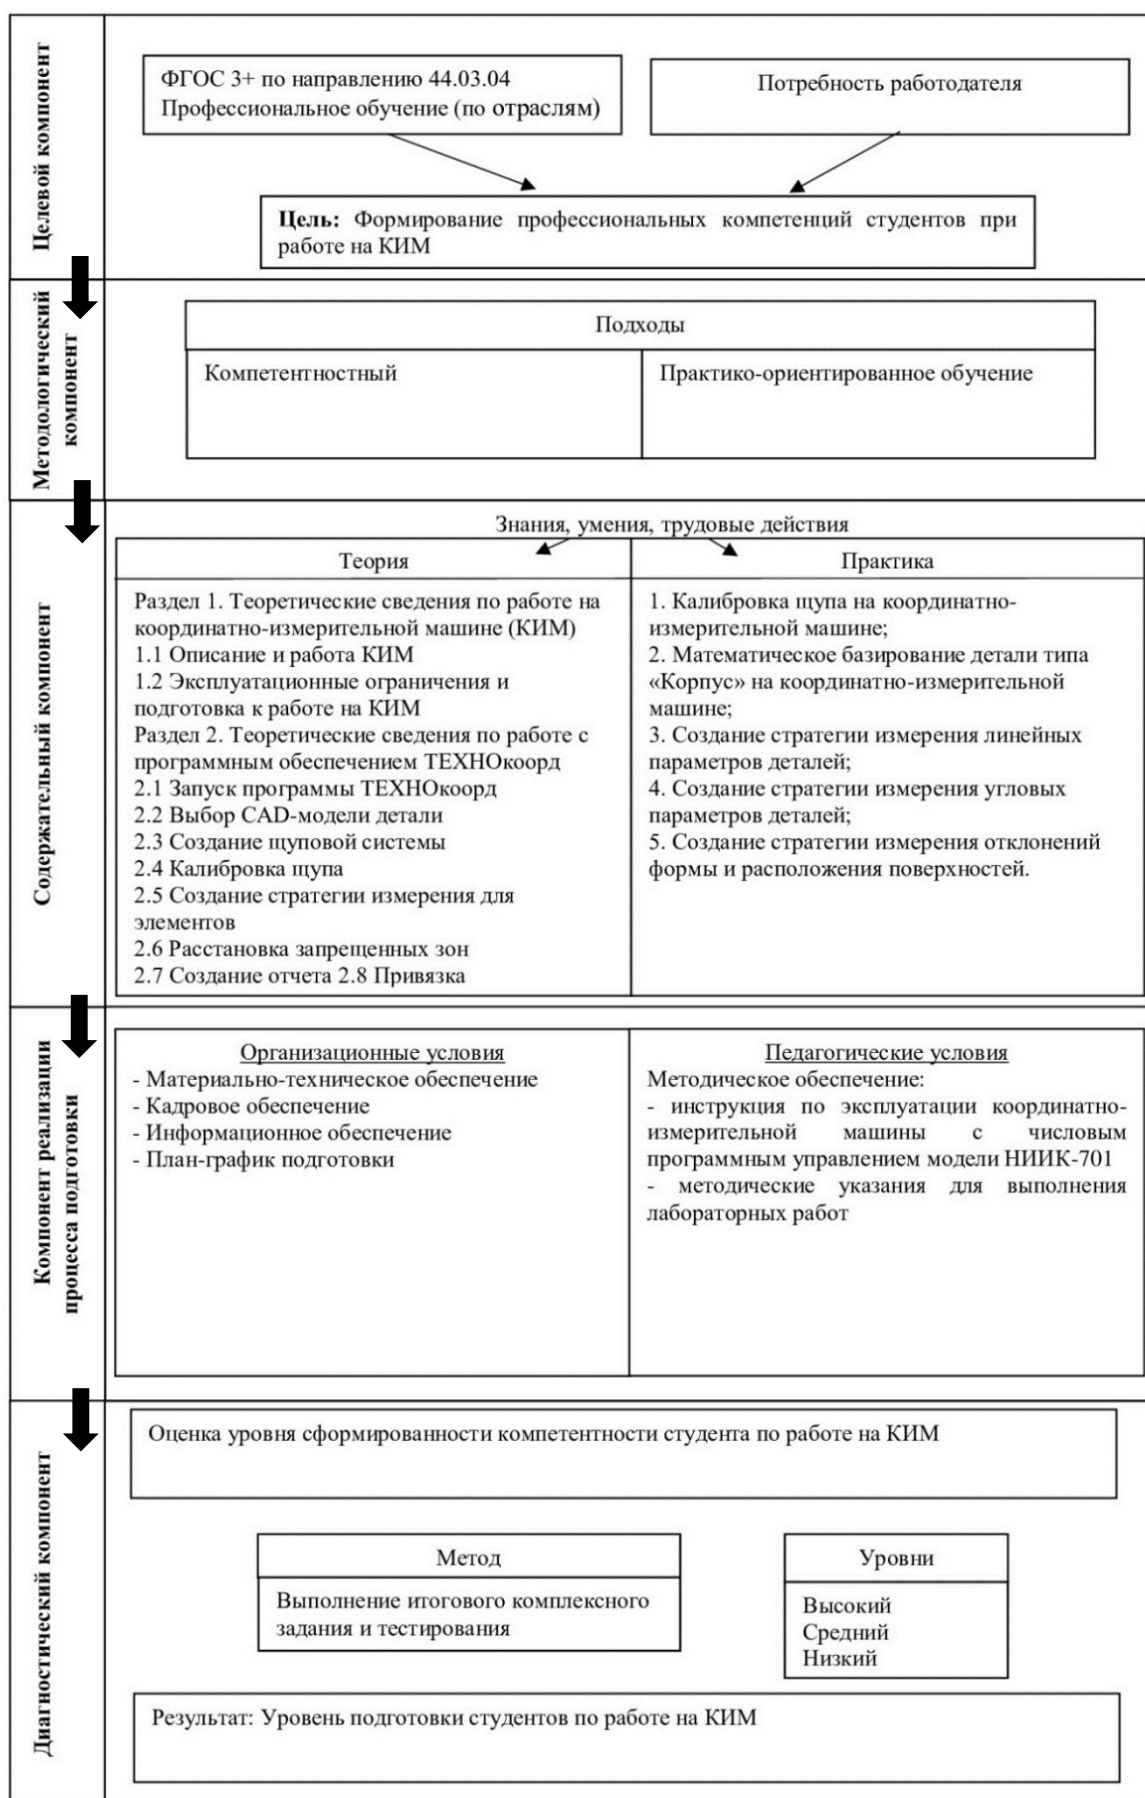 Целевой компонент
ФГОС 3+ по направлению 44.03.04
Профессиональное обучение (по отраслям)
Потребность работодателя
Цель: Формирование профессиональных компетенций студентов при
работе на КИМ
Методологический
компонент
Подходы
Компетентностный
Практико-ориентированное обучение
Содержательный компонент
Знания, умения, трудовые действия
Теория
Раздел 1. Теоретические сведения по работе на
координатно-измерительной машине (КИМ)
1.1 Описание и работа КИМ
1.2 Эксплуатационные ограничения и
подготовка к работе на КИМ
Раздел 2. Теоретические сведения по работе с
программным обеспечением ТЕХНОкоорд
2.1 Запуск программы ТЕХНОкоорд
2.2 Выбор CAD-модели детали
2.3 Создание щуповой системы
2.4 Калибровка щупа
2.5 Создание стратегии измерения для
элементов
2.6 Расстановка запрещенных зон
2.7 Создание отчета 2.8 Привязка
Практика
1. Калибровка щупа на координатно-
измерительной машине;
2. Математическое базирование детали типа
«Корпус» на координатно-измерительной
машине;
3. Создание стратегии измерения линейных
параметров деталей;
4. Создание стратегии измерения угловых
параметров деталей;
5. Создание стратегии измерения отклонений
формы и расположения поверхностей.
Компонент реализации
процесса подготовки
Организационные условия
- Материально-техническое обеспечение
- Кадровое обеспечение
- Информационное обеспечение
- План-график подготовки
Педагогические условия
Методическое обеспечение:
- инструкция по эксплуатации координатно-
измерительной машины с числовым
программным управлением модели НИИК-701
- методические указания для выполнения
лабораторных работ
Диагностический компонент
Оценка уровня сформированности компетентности студента по работе на КИМ
Метод
Выполнение итогового комплексного
задания и тестирования
Уровни
Высокий
Средний
Низкий
Результат: Уровень подготовки студентов по работе на КИМ